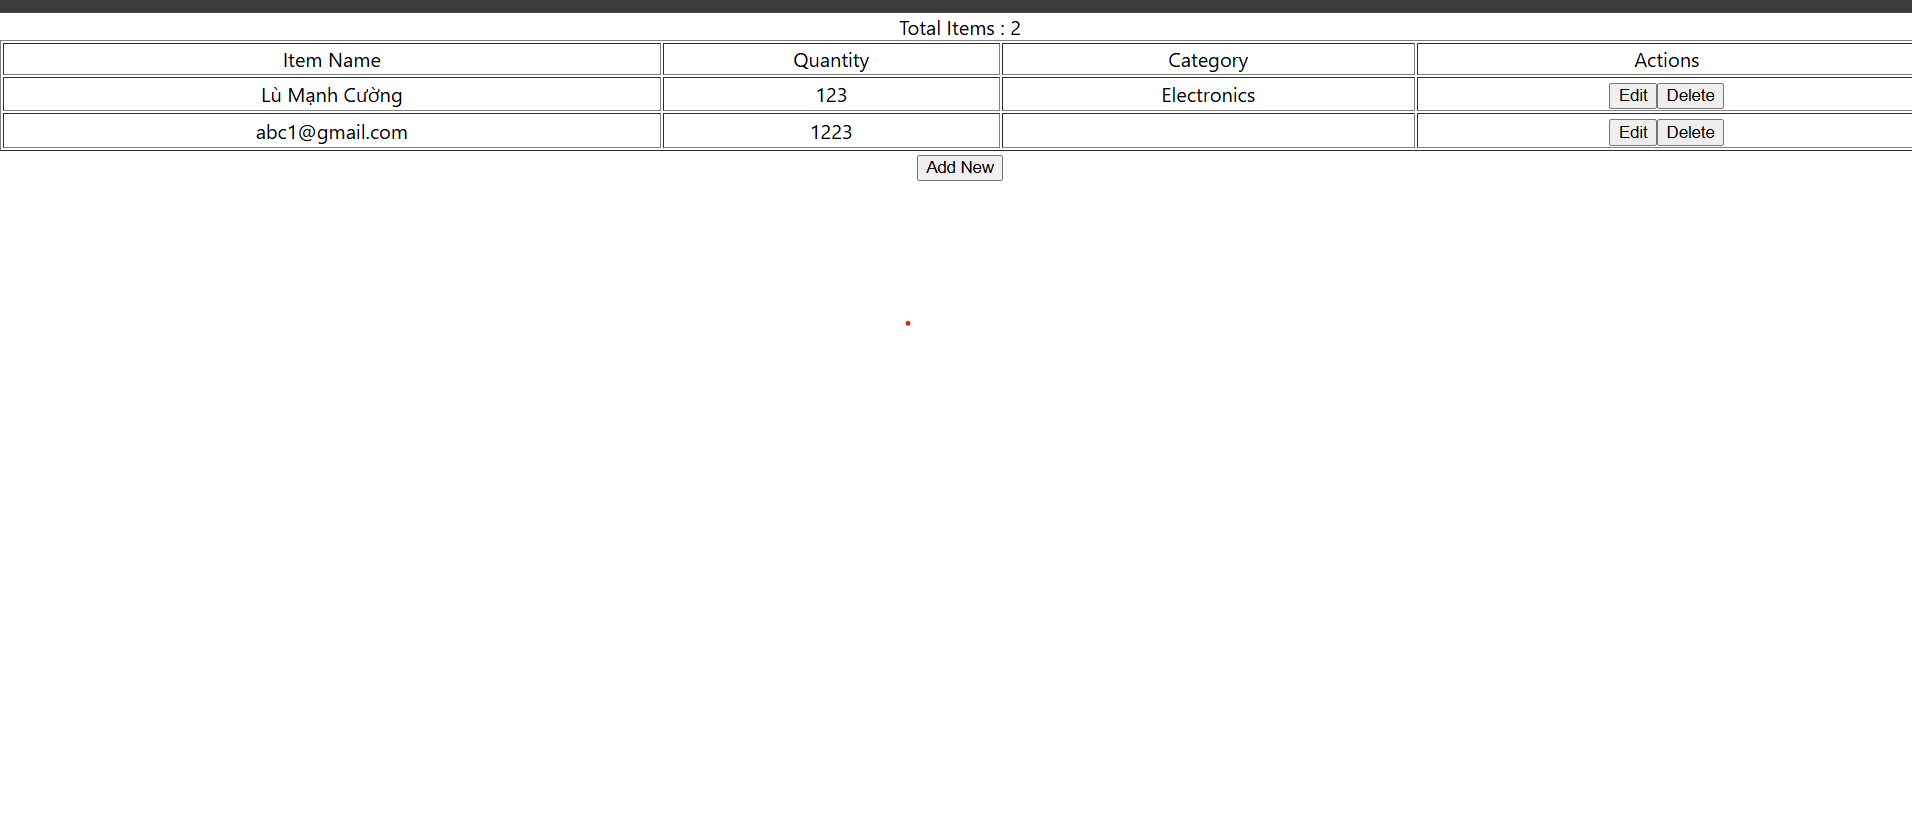 Total Items : 2
Item Name Quantity Category Actions
Lù Mạnh Cường 123 Electronics Edit Delete
abc1@gmail.com 1223 Edit Delete
Add New